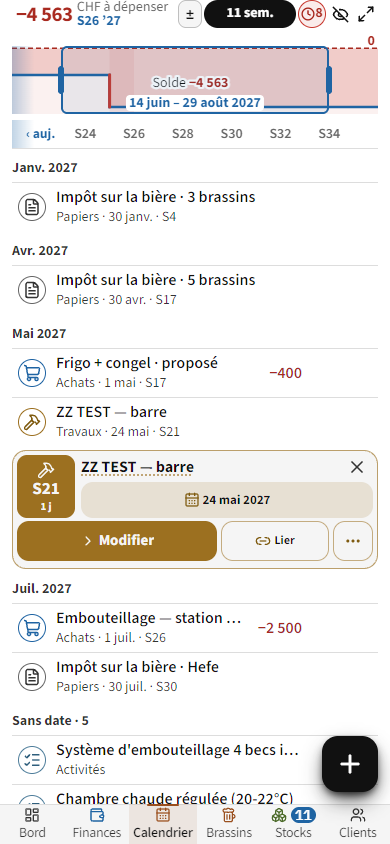 −4 563
CHF à dépenser
S26 ’27
±
11 sem.
8
0
Solde −4 563
14 juin – 29 août 2027
‹ auj.
S24
S26
S28
S30
S32
S34
Janv. 2027
Impôt sur la bière · 3 brassins
Papiers · 30 janv. · S4
Avr. 2027
Impôt sur la bière · 5 brassins
Papiers · 30 avr. · S17
Mai 2027
Frigo + congel · proposé
−400
Achats · 1 mai · S17
ZZ TEST — barre
Travaux · 24 mai · S21
S21
1 j
ZZ TEST — barre
24 mai 2027
Modifier
Lier
Juil. 2027
Embouteillage — station …
−2 500
Achats · 1 juil. · S26
Impôt sur la bière · Hefe
Papiers · 30 juil. · S30
Sans date · 5
Système d'embouteillage 4 becs i…
Activités
Chambre chaude régulée (20-22°C)
Bord
Finances
Calendrier
Brassins
Stocks
11
Clients